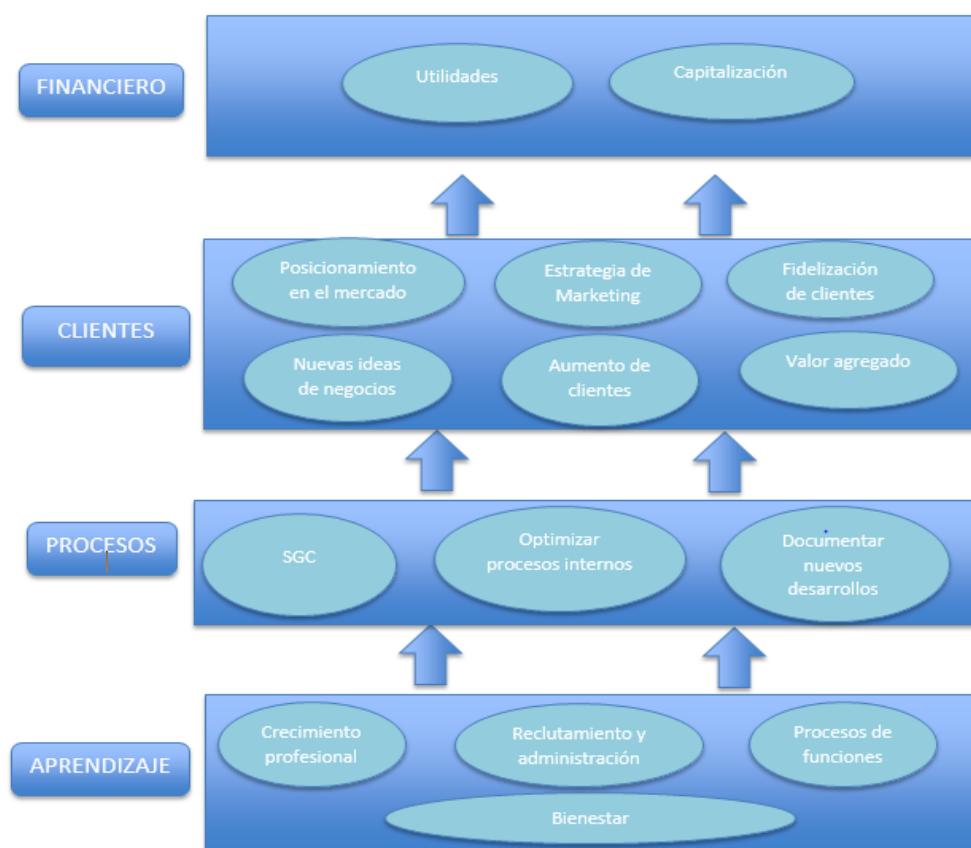 FINANCIERO
Utilidades
Capitalización
CLIENTES
Posicionamiento
en el mercado
Estrategia de
Marketing
Fidelización
de clientes
Nuevas ideas
de negocios
Aumento de
clientes
Valor agregado
PROCESOS
SGC
Optimizar
procesos internos
Documentar
nuevos
desarrollos
APRENDIZAJE
Crecimiento
profesional
Reclutamiento y
administración
Procesos de
funciones
Bienestar